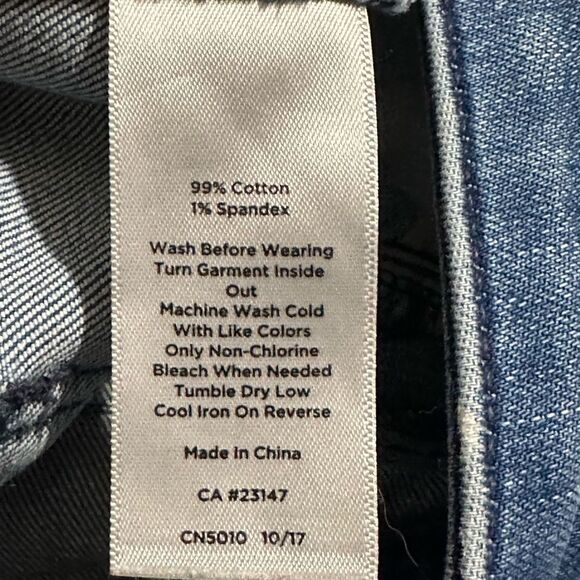 99% Cotton
1% Spandex
Wash Before Wearing
Turn Garment Inside
Out
Machine Wash Cold
With Like Colors
Only Non-Chlorine
Bleach When Needed
Tumble Dry Low
Cool Iron On Reverse
Made In China
CA #23147
CN5010 10/17